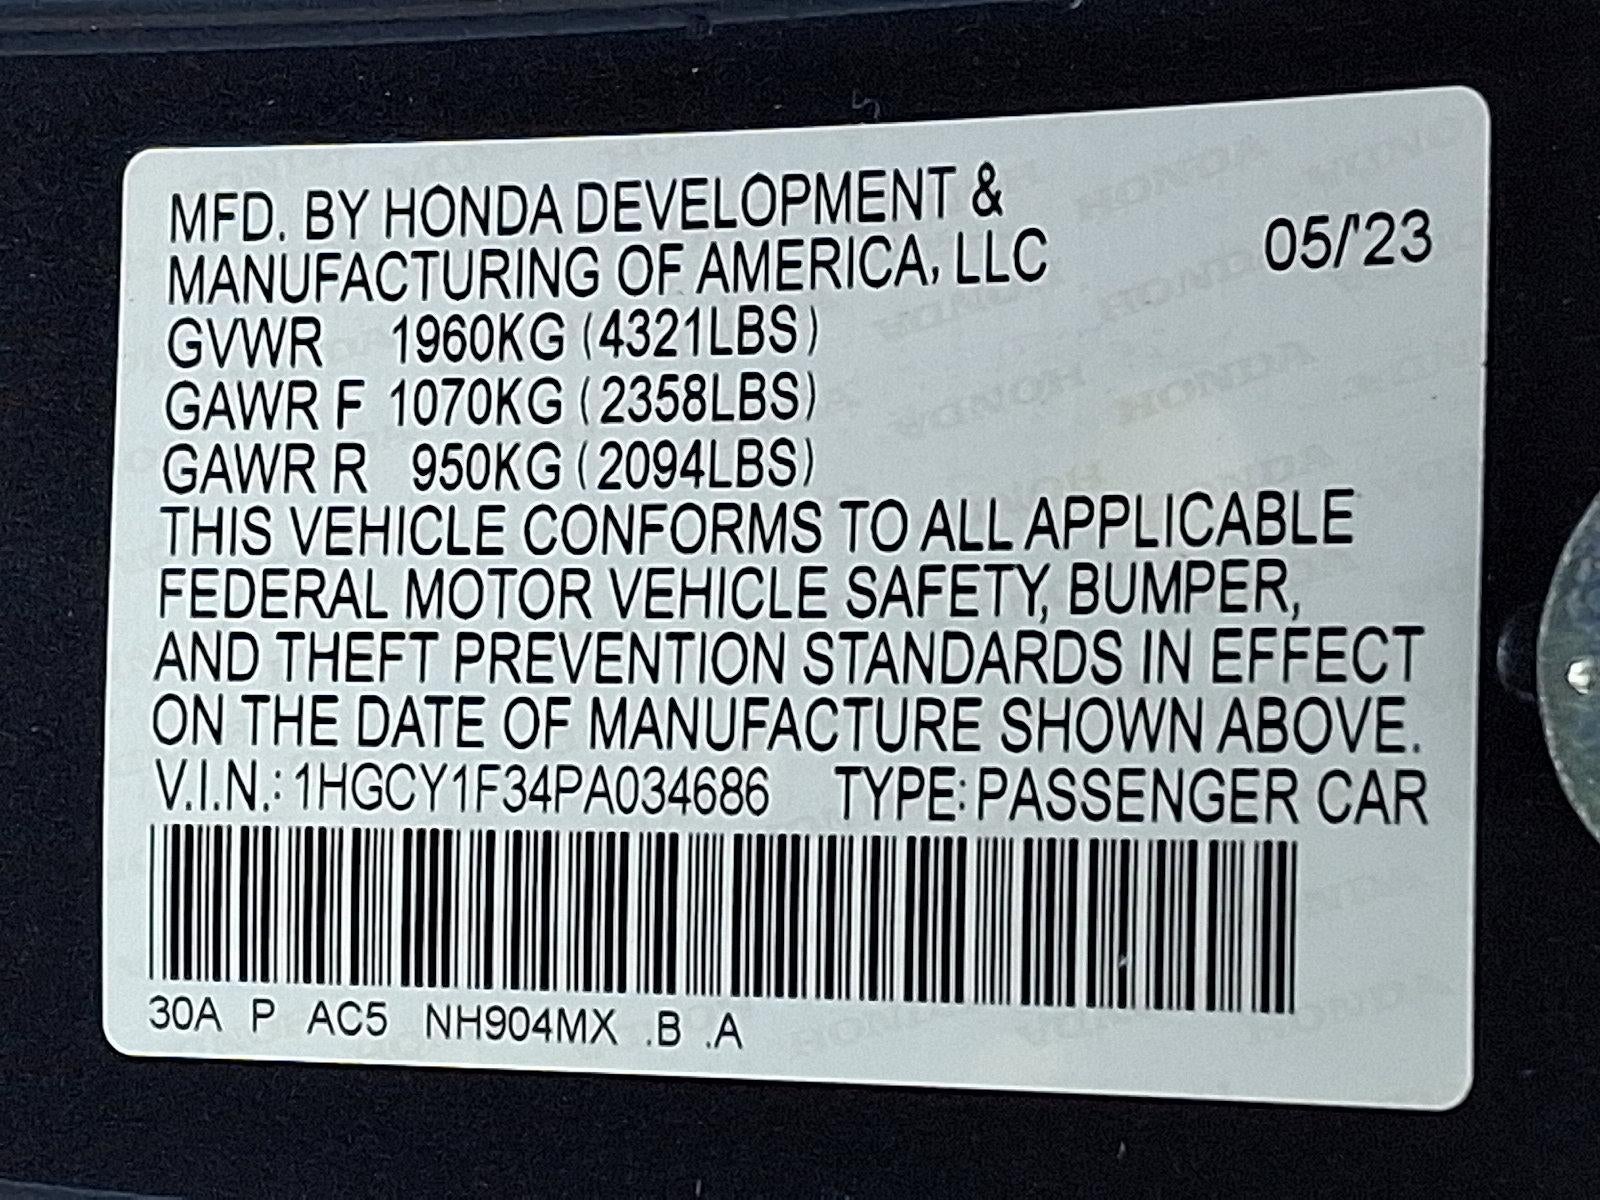 MFD. BY HONDA DEVELOPMENT &
MANUFACTURING OF AMERICA, LLC 05/'23
GVWR 1960KG (4321LBS)
GAWR F 1070KG (2358LBS)
GAWR R 950KG (2094LBS)
THIS VEHICLE CONFORMS TO ALL APPLICABLE
FEDERAL MOTOR VEHICLE SAFETY, BUMPER,
AND THEFT PREVENTION STANDARDS IN EFFECT
ON THE DATE OF MANUFACTURE SHOWN ABOVE.
V.I.N.: 1HGCY1F34PA034686 TYPE: PASSENGER CAR
30A P AC5 NH904MX .B .A